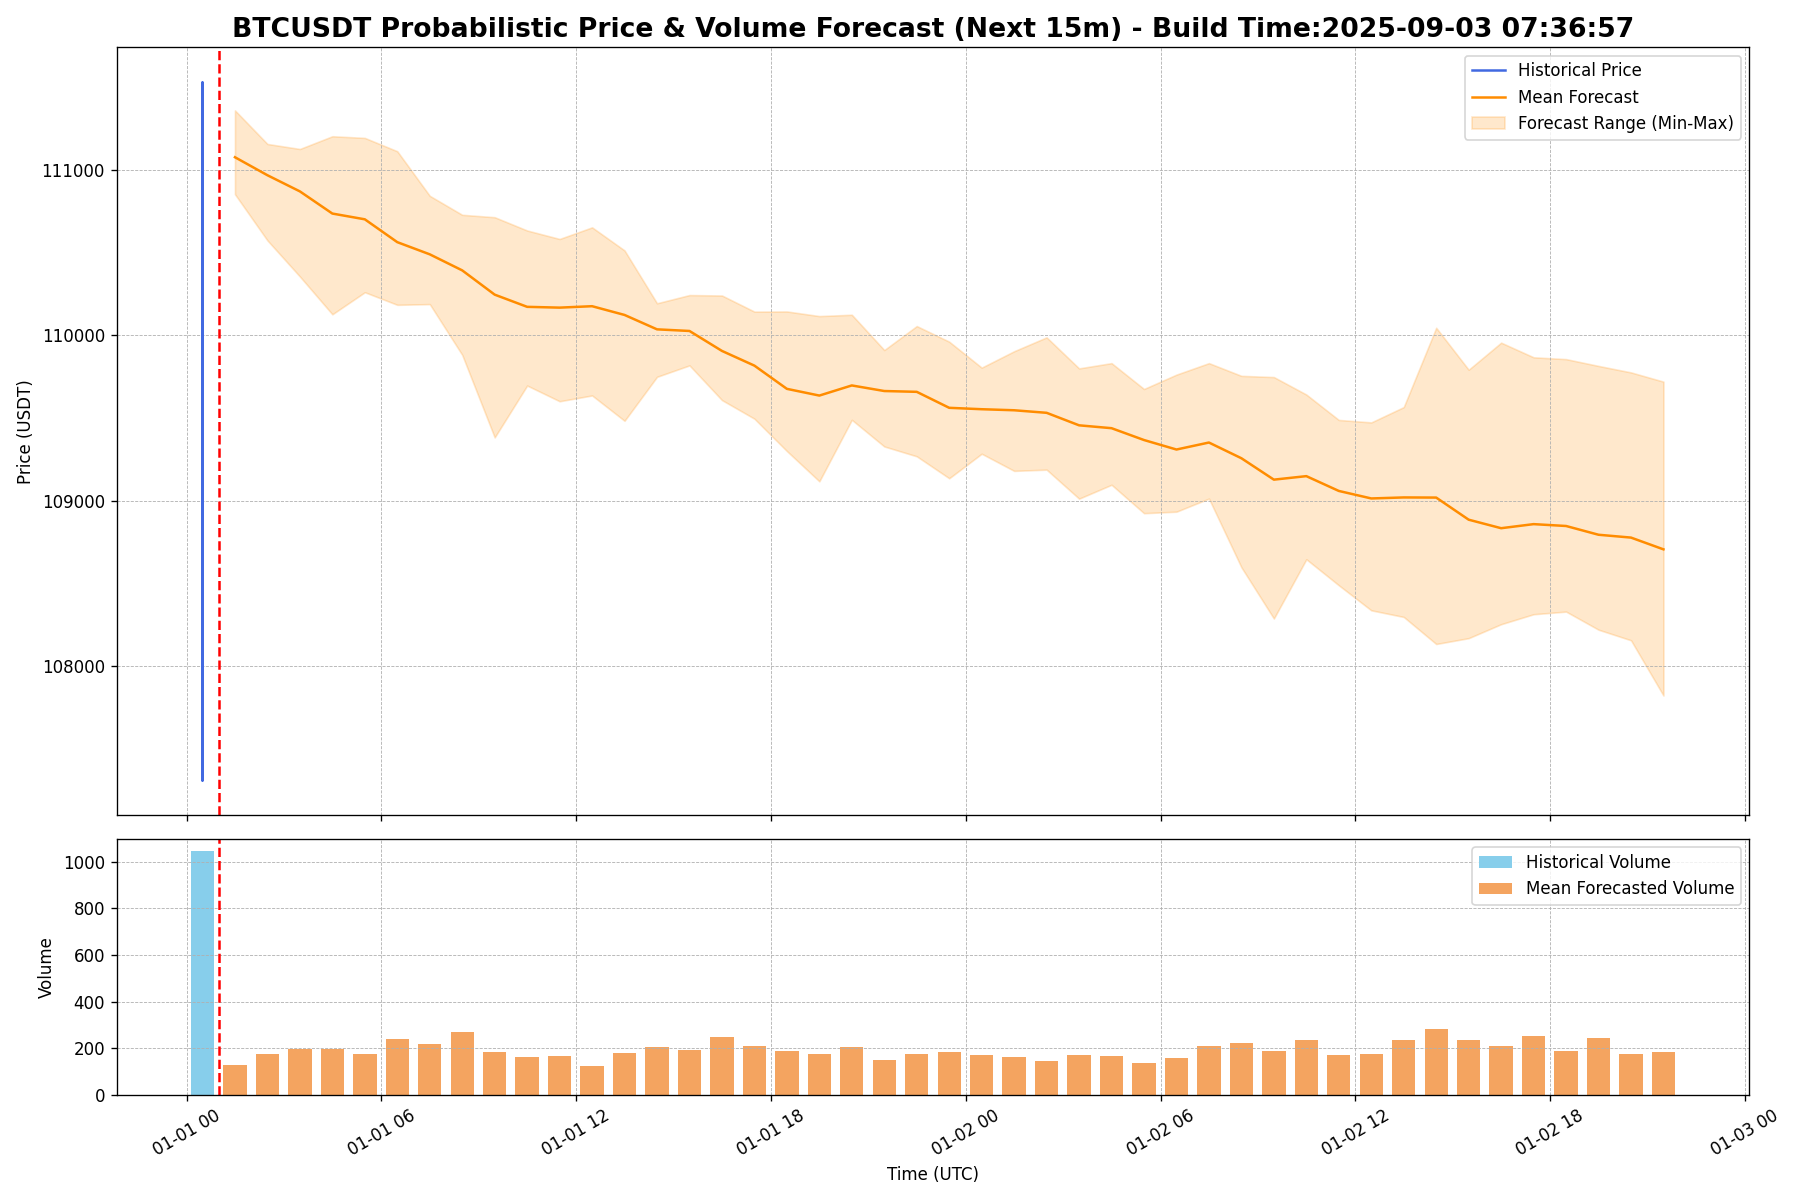 BTCUSDT Probabilistic Price & Volume Forecast (Next 15m) - Build Time:2025-09-03 07:36:57
Historical Price
Mean Forecast
Forecast Range (Min-Max)
111000
110000
109000
108000
Price (USDT)
Historical Volume
Mean Forecasted Volume
1000
800
600
400
200
0
Volume
01-01 00
01-01 06
01-01 12
01-01 18
01-02 00
01-02 06
01-02 12
01-02 18
01-03 00
Time (UTC)